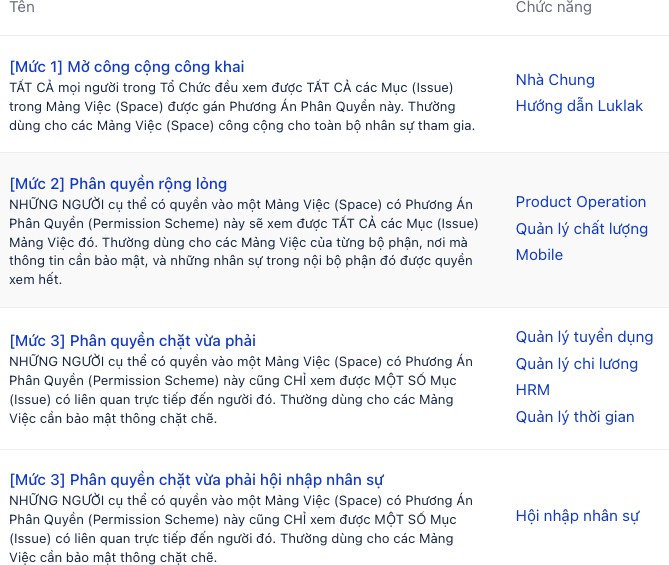 Tên
Chức năng
[Mức 1] Mờ công cộng công khai
TẤT CẢ mọi người trong Tổ Chức đều xem được TẤT CẢ các Mục (Issue)
trong Mảng Việc (Space) được gán Phương Án Phân Quyền này. Thường
dùng cho các Mảng Việc (Space) công cộng cho toàn bộ nhân sự tham gia.
Nhà Chung
Hướng dẫn Luklak
[Mức 2] Phân quyền rộng lỏng
NHỮNG NGƯỜI cụ thể có quyền vào một Mảng Việc (Space) có Phương Án
Phân Quyền (Permission Scheme) này sẽ xem được TẤT CẢ các Mục (Issue)
Mảng Việc đó. Thường dùng cho các Mảng Việc của từng bộ phận, nơi mà
thông tin cần bảo mật, và những nhân sự trong nội bộ phận đó được quyền
xem hết.
Product Operation
Quản lý chất lượng
Mobile
[Mức 3] Phân quyền chặt vừa phải
NHỮNG NGƯỜI cụ thể có quyền vào một Mảng Việc (Space) có Phương Án
Phân Quyền (Permission Scheme) này cũng CHỈ xem được MỘT SỐ Mục
(Issue) có liên quan trực tiếp đến người đó. Thường dùng cho các Mảng
Việc cần bảo mật thông chặt chẽ.
Quản lý tuyển dụng
Quản lý chi lương
HRM
Quản lý thời gian
[Mức 3] Phân quyền chặt vừa phải hội nhập nhân sự
NHỮNG NGƯỜI cụ thể có quyền vào một Mảng Việc (Space) có Phương Án
Phân Quyền (Permission Scheme) này cũng CHỈ xem được MỘT SỐ Mục
(Issue) có liên quan trực tiếp đến người đó. Thường dùng cho các Mảng
Việc cần bảo mật thông chặt chẽ.
Hội nhập nhân sự